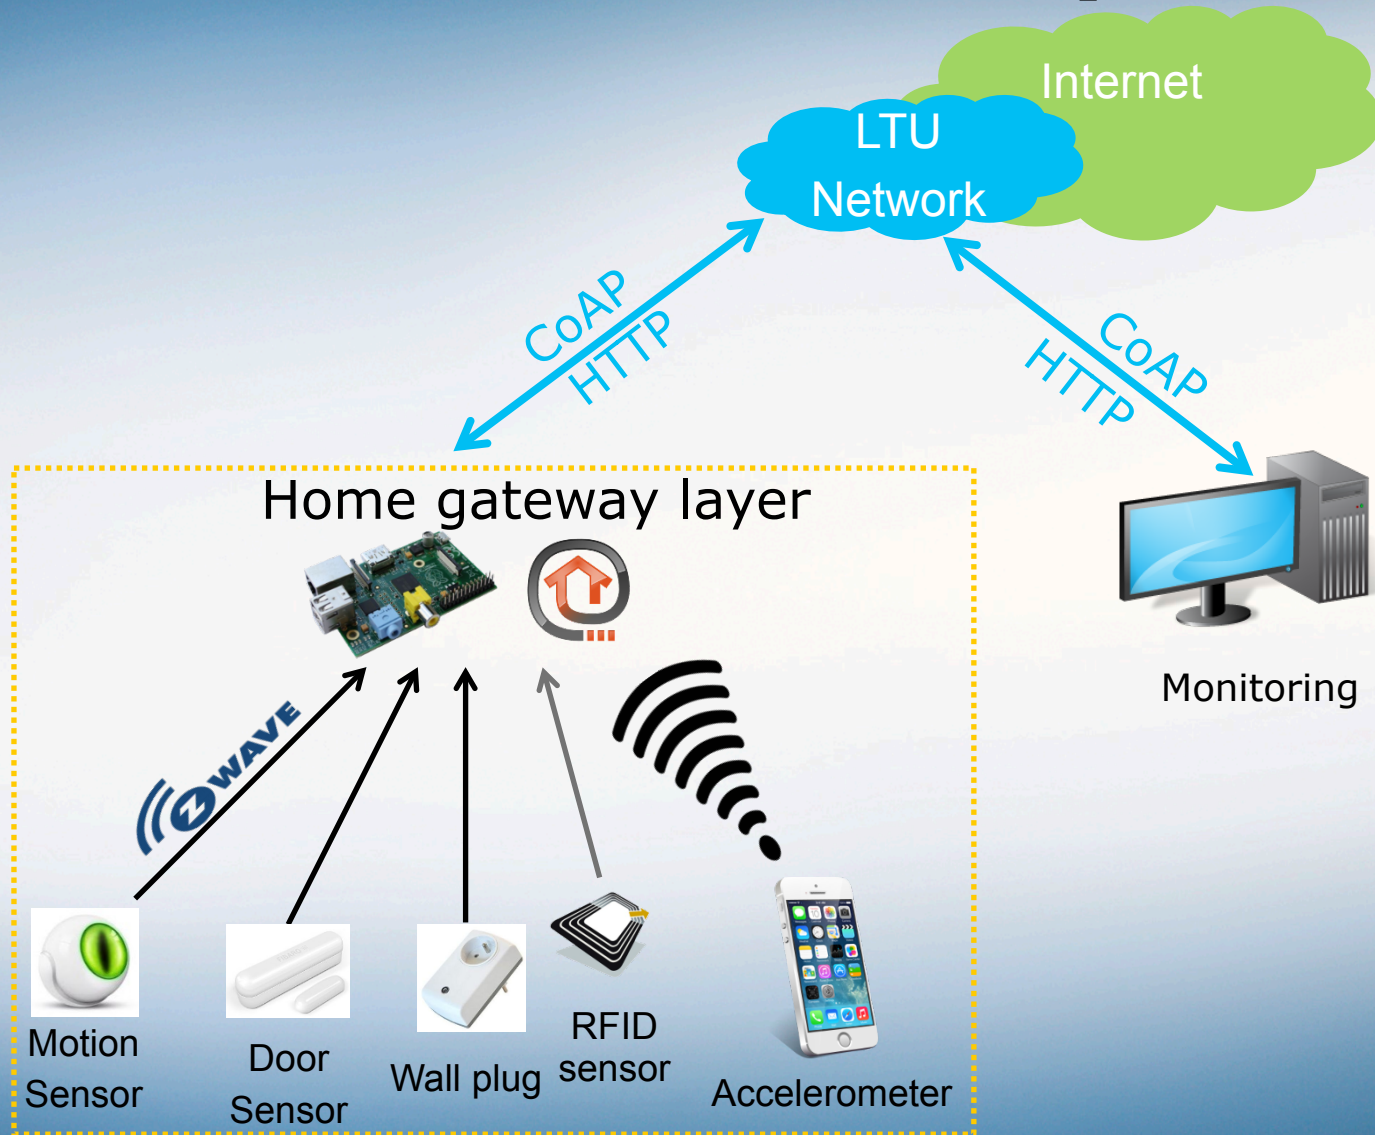 Internet
LTU
Network
CoAP
HTTP
CoAP
HTTP
Home gateway layer
Monitoring
Z WAVE
Motion
Sensor
Door
Sensor
Wall plug
RFID
sensor
Accelerometer